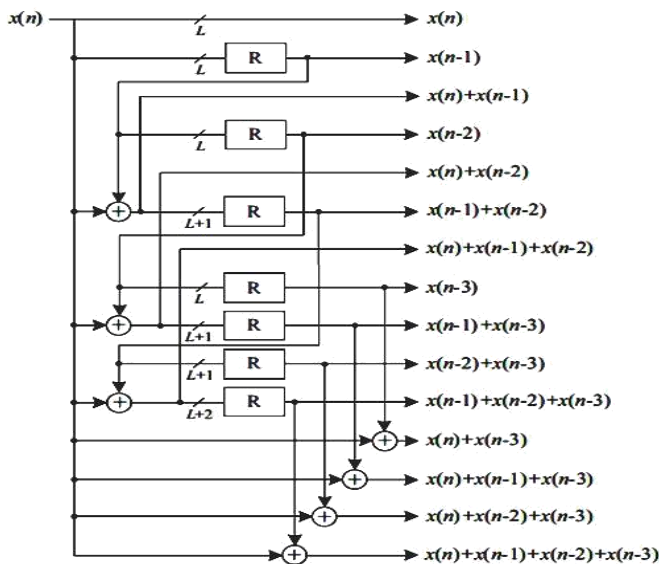 x(n) L x(n)
L R x(n-1)
x(n)+x(n-1)
L R x(n-2)
x(n)+x(n-2)
+ L+1 R x(n-1)+x(n-2)
x(n)+x(n-1)+x(n-2)
L R x(n-3)
+ L+1 R x(n-1)+x(n-3)
L+1 R x(n-2)+x(n-3)
+ L+2 R x(n-1)+x(n-2)+x(n-3)
+ x(n)+x(n-3)
+ x(n)+x(n-1)+x(n-3)
+ x(n)+x(n-2)+x(n-3)
+ x(n)+x(n-1)+x(n-2)+x(n-3)